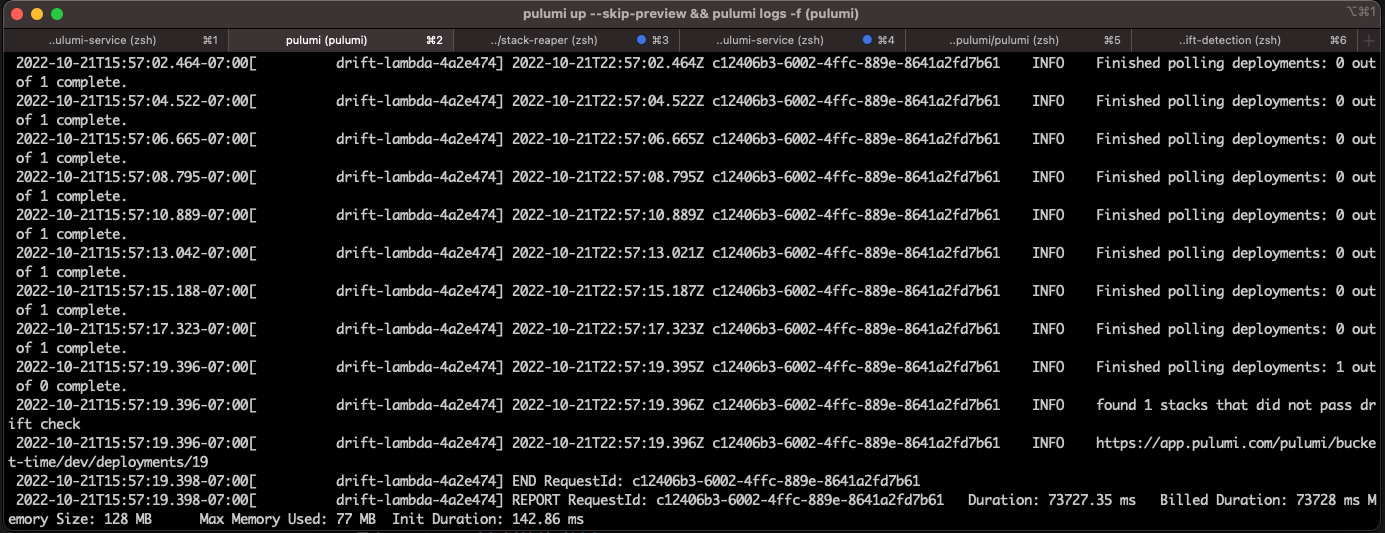 pulumi up --skip-preview && pulumi logs -f (pulumi)
⌥⌘1
..ulumi-service (zsh) ⌘1 pulumi (pulumi) ⌘2 ../stack-reaper (zsh) ⌘3 ..ulumi-service (zsh) ⌘4 ..pulumi/pulumi (zsh) ⌘5 ..ift-detection (zsh) ⌘6 +
2022-10-21T15:57:02.464-07:00[ drift-lambda-4a2e474] 2022-10-21T22:57:02.464Z c12406b3-6002-4ffc-889e-8641a2fd7b61 INFO Finished polling deployments: 0 out
of 1 complete.
2022-10-21T15:57:04.522-07:00[ drift-lambda-4a2e474] 2022-10-21T22:57:04.522Z c12406b3-6002-4ffc-889e-8641a2fd7b61 INFO Finished polling deployments: 0 out
of 1 complete.
2022-10-21T15:57:06.665-07:00[ drift-lambda-4a2e474] 2022-10-21T22:57:06.665Z c12406b3-6002-4ffc-889e-8641a2fd7b61 INFO Finished polling deployments: 0 out
of 1 complete.
2022-10-21T15:57:08.795-07:00[ drift-lambda-4a2e474] 2022-10-21T22:57:08.795Z c12406b3-6002-4ffc-889e-8641a2fd7b61 INFO Finished polling deployments: 0 out
of 1 complete.
2022-10-21T15:57:10.889-07:00[ drift-lambda-4a2e474] 2022-10-21T22:57:10.889Z c12406b3-6002-4ffc-889e-8641a2fd7b61 INFO Finished polling deployments: 0 out
of 1 complete.
2022-10-21T15:57:13.042-07:00[ drift-lambda-4a2e474] 2022-10-21T22:57:13.021Z c12406b3-6002-4ffc-889e-8641a2fd7b61 INFO Finished polling deployments: 0 out
of 1 complete.
2022-10-21T15:57:15.188-07:00[ drift-lambda-4a2e474] 2022-10-21T22:57:15.187Z c12406b3-6002-4ffc-889e-8641a2fd7b61 INFO Finished polling deployments: 0 out
of 1 complete.
2022-10-21T15:57:17.323-07:00[ drift-lambda-4a2e474] 2022-10-21T22:57:17.323Z c12406b3-6002-4ffc-889e-8641a2fd7b61 INFO Finished polling deployments: 0 out
of 1 complete.
2022-10-21T15:57:19.396-07:00[ drift-lambda-4a2e474] 2022-10-21T22:57:19.395Z c12406b3-6002-4ffc-889e-8641a2fd7b61 INFO Finished polling deployments: 1 out
of 0 complete.
2022-10-21T15:57:19.396-07:00[ drift-lambda-4a2e474] 2022-10-21T22:57:19.396Z c12406b3-6002-4ffc-889e-8641a2fd7b61 INFO found 1 stacks that did not pass dr
ift check
2022-10-21T15:57:19.396-07:00[ drift-lambda-4a2e474] 2022-10-21T22:57:19.396Z c12406b3-6002-4ffc-889e-8641a2fd7b61 INFO https://app.pulumi.com/pulumi/bucke
t-time/dev/deployments/19
2022-10-21T15:57:19.398-07:00[ drift-lambda-4a2e474] END RequestId: c12406b3-6002-4ffc-889e-8641a2fd7b61
2022-10-21T15:57:19.398-07:00[ drift-lambda-4a2e474] REPORT RequestId: c12406b3-6002-4ffc-889e-8641a2fd7b61 Duration: 73727.35 ms Billed Duration: 73728 ms M
emory Size: 128 MB Max Memory Used: 77 MB Init Duration: 142.86 ms